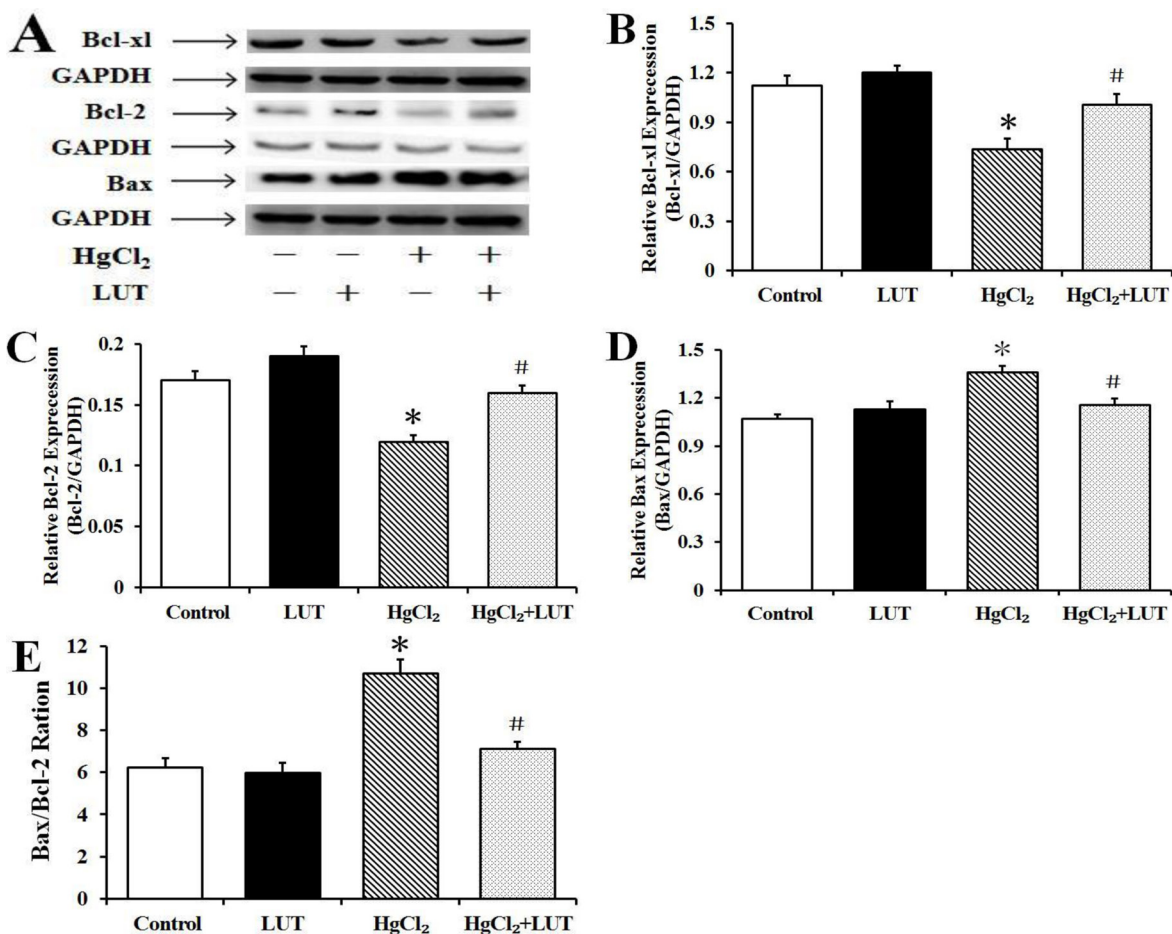 A
Bcl-xl
GAPDH
Bcl-2
GAPDH
Bax
GAPDH
HgCl₂ — — + +
LUT — + — +
B
Relative Bcl-xl Exprecession
(Bcl-xl/GAPDH)
1.5
1.2
0.9
0.6
0.3
0
*
#
Control LUT HgCl₂ HgCl₂+LUT
C
Relative Bcl-2 Exprecession
(Bcl-2/GAPDH)
0.2
0.15
0.1
0.05
0
*
#
Control LUT HgCl₂ HgCl₂+LUT
D
Relative Bax Exprecession
(Bax/GAPDH)
1.5
1.2
0.9
0.6
0.3
0
*
#
Control LUT HgCl₂ HgCl₂+LUT
E
Bax/Bcl-2 Ration
12
10
8
6
4
2
0
*
#
Control LUT HgCl₂ HgCl₂+LUT